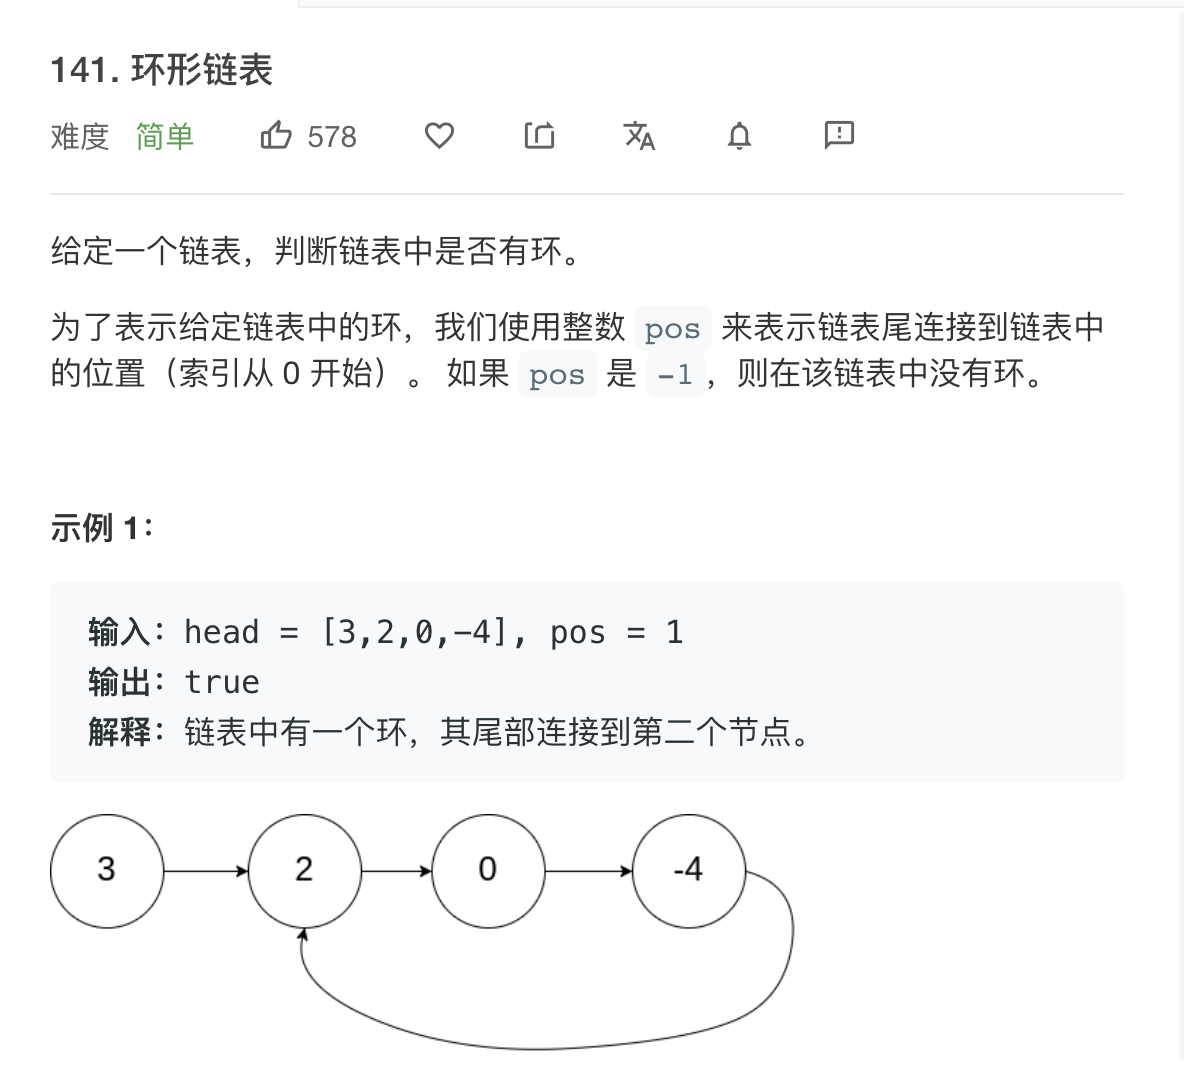 141. 环形链表
难度 简单 578
给定一个链表，判断链表中是否有环。
为了表示给定链表中的环，我们使用整数 pos 来表示链表尾连接到链表中
的位置（索引从 0 开始）。 如果 pos 是 -1，则在该链表中没有环。
示例 1：
输入：head = [3,2,0,-4], pos = 1
输出：true
解释：链表中有一个环，其尾部连接到第二个节点。
3 2 0 -4